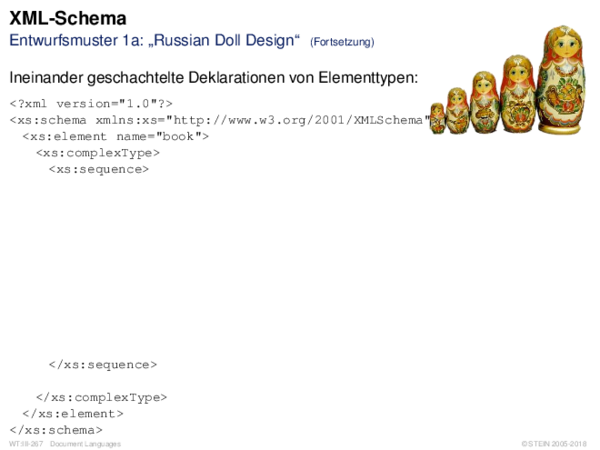 XML-Schema
Entwurfsmuster 1a: „Russian Doll Design“ (Fortsetzung)
Ineinander geschachtelte Deklarationen von Elementtypen:
<?xml version="1.0"?>
<xs:schema xmlns:xs="http://www.w3.org/2001/XMLSchema"
<xs:element name="book">
<xs:complexType>
<xs:sequence>
</xs:sequence>
</xs:complexType>
</xs:element>
</xs:schema>
WT:III-267 Document Languages
© STEIN 2005-2018